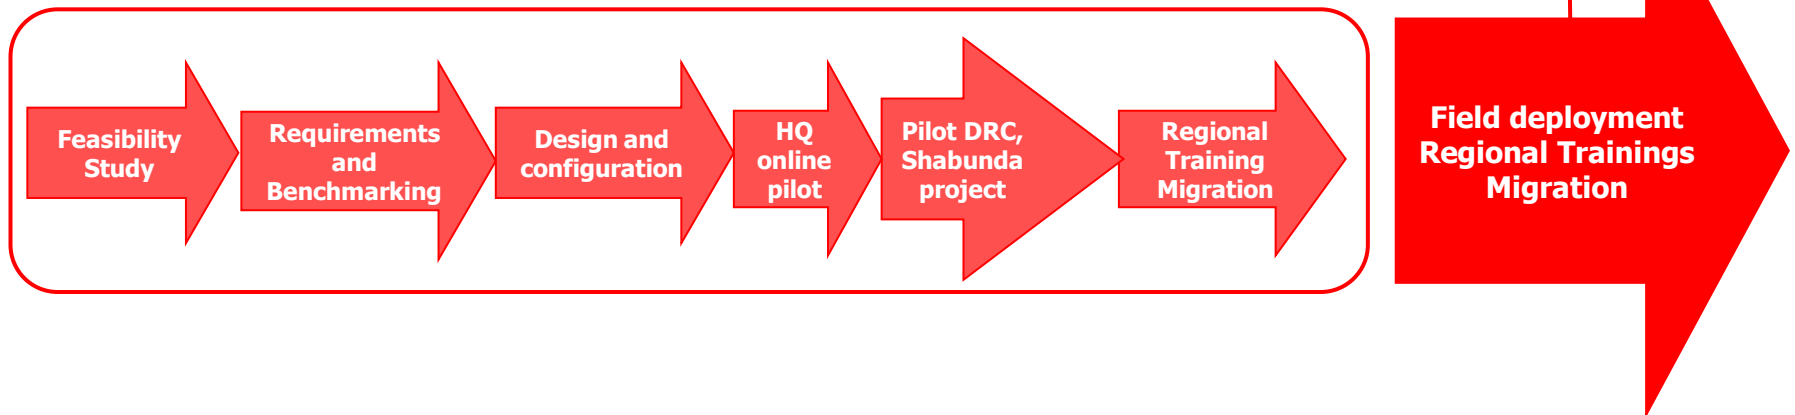 Feasibility
Study
Requirements
and
Benchmarking
Design and
configuration
HQ
online
pilot
Pilot DRC,
Shabunda
project
Regional
Training
Migration
Field deployment
Regional Trainings
Migration